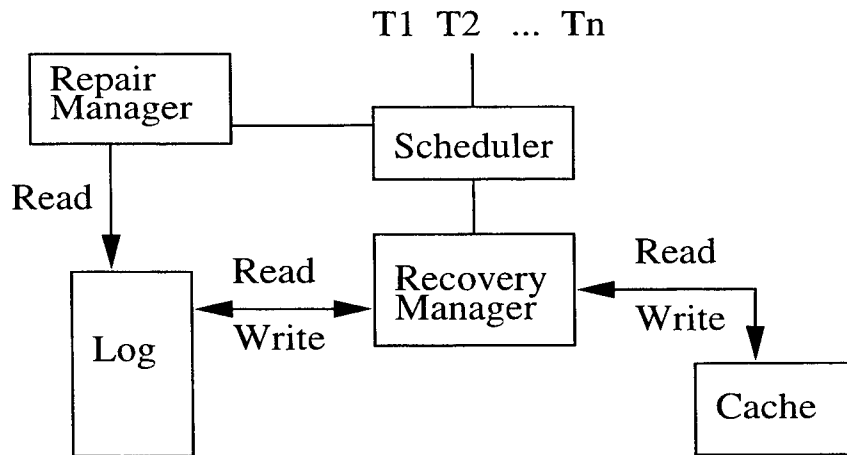 T1 T2 ... Tn
Repair
Manager
Scheduler
Read
Read
Write
Recovery
Manager
Read
Write
Log
Cache